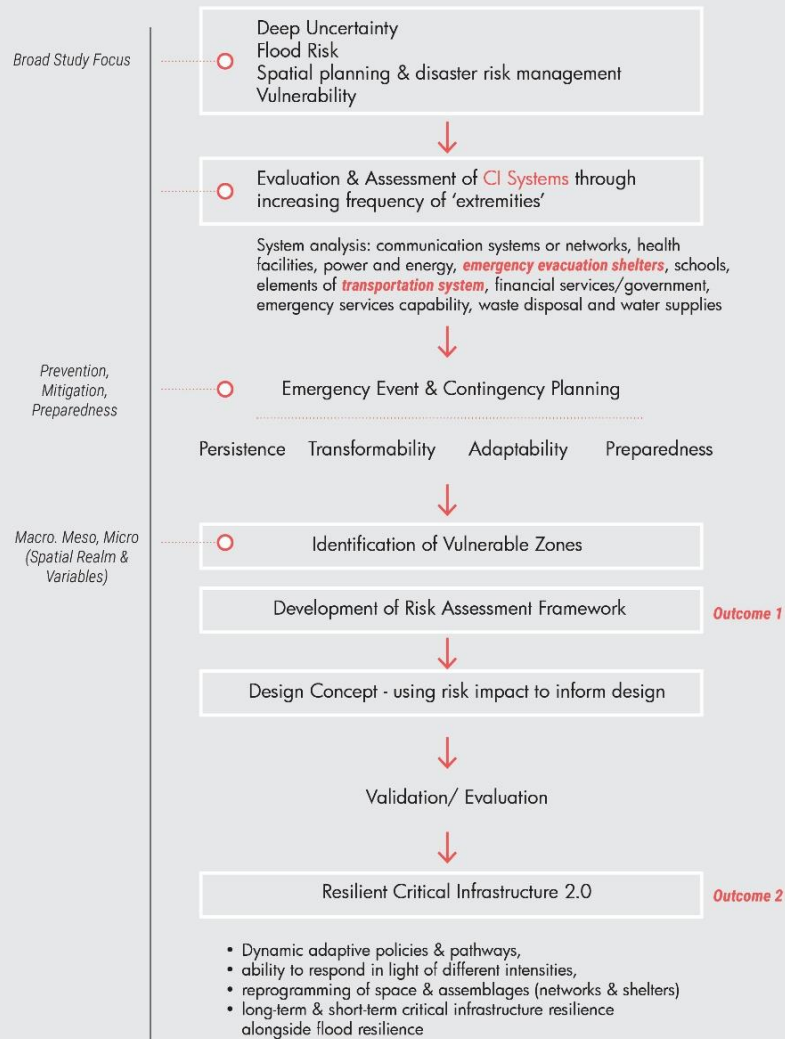 Deep Uncertainty
Flood Risk
Broad Study Focus
Spatial planning & disaster risk management
Vulnerability
Evaluation & Assessment of CI Systems through
increasing frequency of 'extremities'
System analysis: communication systems or networks, health
facilities, power and energy, emergency evacuation shelters, schools,
elements of transportation system, financial services/government,
emergency services capability, waste disposal and water supplies
Prevention,
Mitigation,
Preparedness
Emergency Event & Contingency Planning
Persistence Transformability Adaptability Preparedness
Macro. Meso, Micro
(Spatial Realm &
Variables)
Identification of Vulnerable Zones
Development of Risk Assessment Framework
Outcome 1
Design Concept - using risk impact to inform design
Validation/ Evaluation
Resilient Critical Infrastructure 2.0
Outcome 2
• Dynamic adaptive policies & pathways,
• ability to respond in light of different intensities,
• reprogramming of space & assemblages (networks & shelters)
• long-term & short-term critical infrastructure resilience
alongside flood resilience